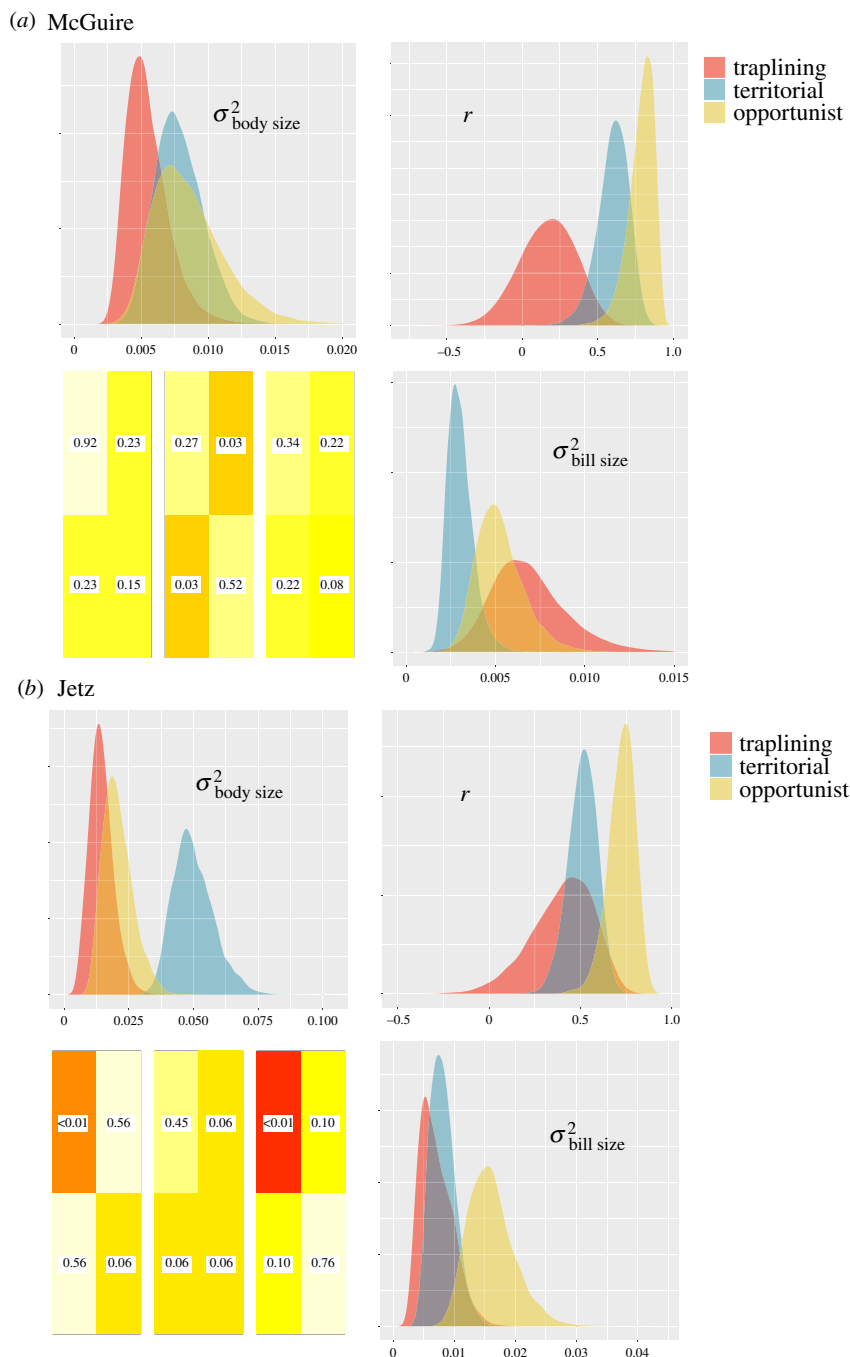 (a) McGuire
σ²body size
r
traplining
territorial
opportunist
0 0.005 0.010 0.015 0.020
−0.5 0 0.5 1.0
0.92 0.23 0.27 0.03 0.34 0.22
0.23 0.15 0.03 0.52 0.22 0.08
σ²bill size
0 0.005 0.010 0.015
(b) Jetz
σ²body size
r
traplining
territorial
opportunist
0 0.025 0.050 0.075 0.100
−0.5 0 0.5 1.0
<0.01 0.56 0.45 0.06 <0.01 0.10
0.56 0.06 0.06 0.06 0.10 0.76
σ²bill size
0 0.01 0.02 0.03 0.04